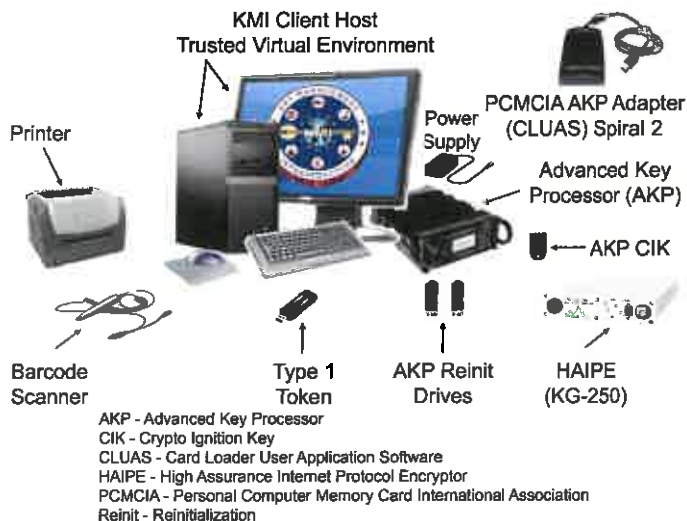 KMI Client Host
Trusted Virtual Environment
Printer
Power
Supply
PCMCIA AKP Adapter
(CLUAS) Spiral 2
Advanced Key
Processor (AKP)
AKP CIK
Barcode
Scanner
Type 1
Token
AKP Reinit
Drives
HAIPE
(KG-250)
AKP - Advanced Key Processor
CIK - Crypto Ignition Key
CLUAS - Card Loader User Application Software
HAIPE - High Assurance Internet Protocol Encryptor
PCMCIA - Personal Computer Memory Card International Association
Reinit - Reinitialization